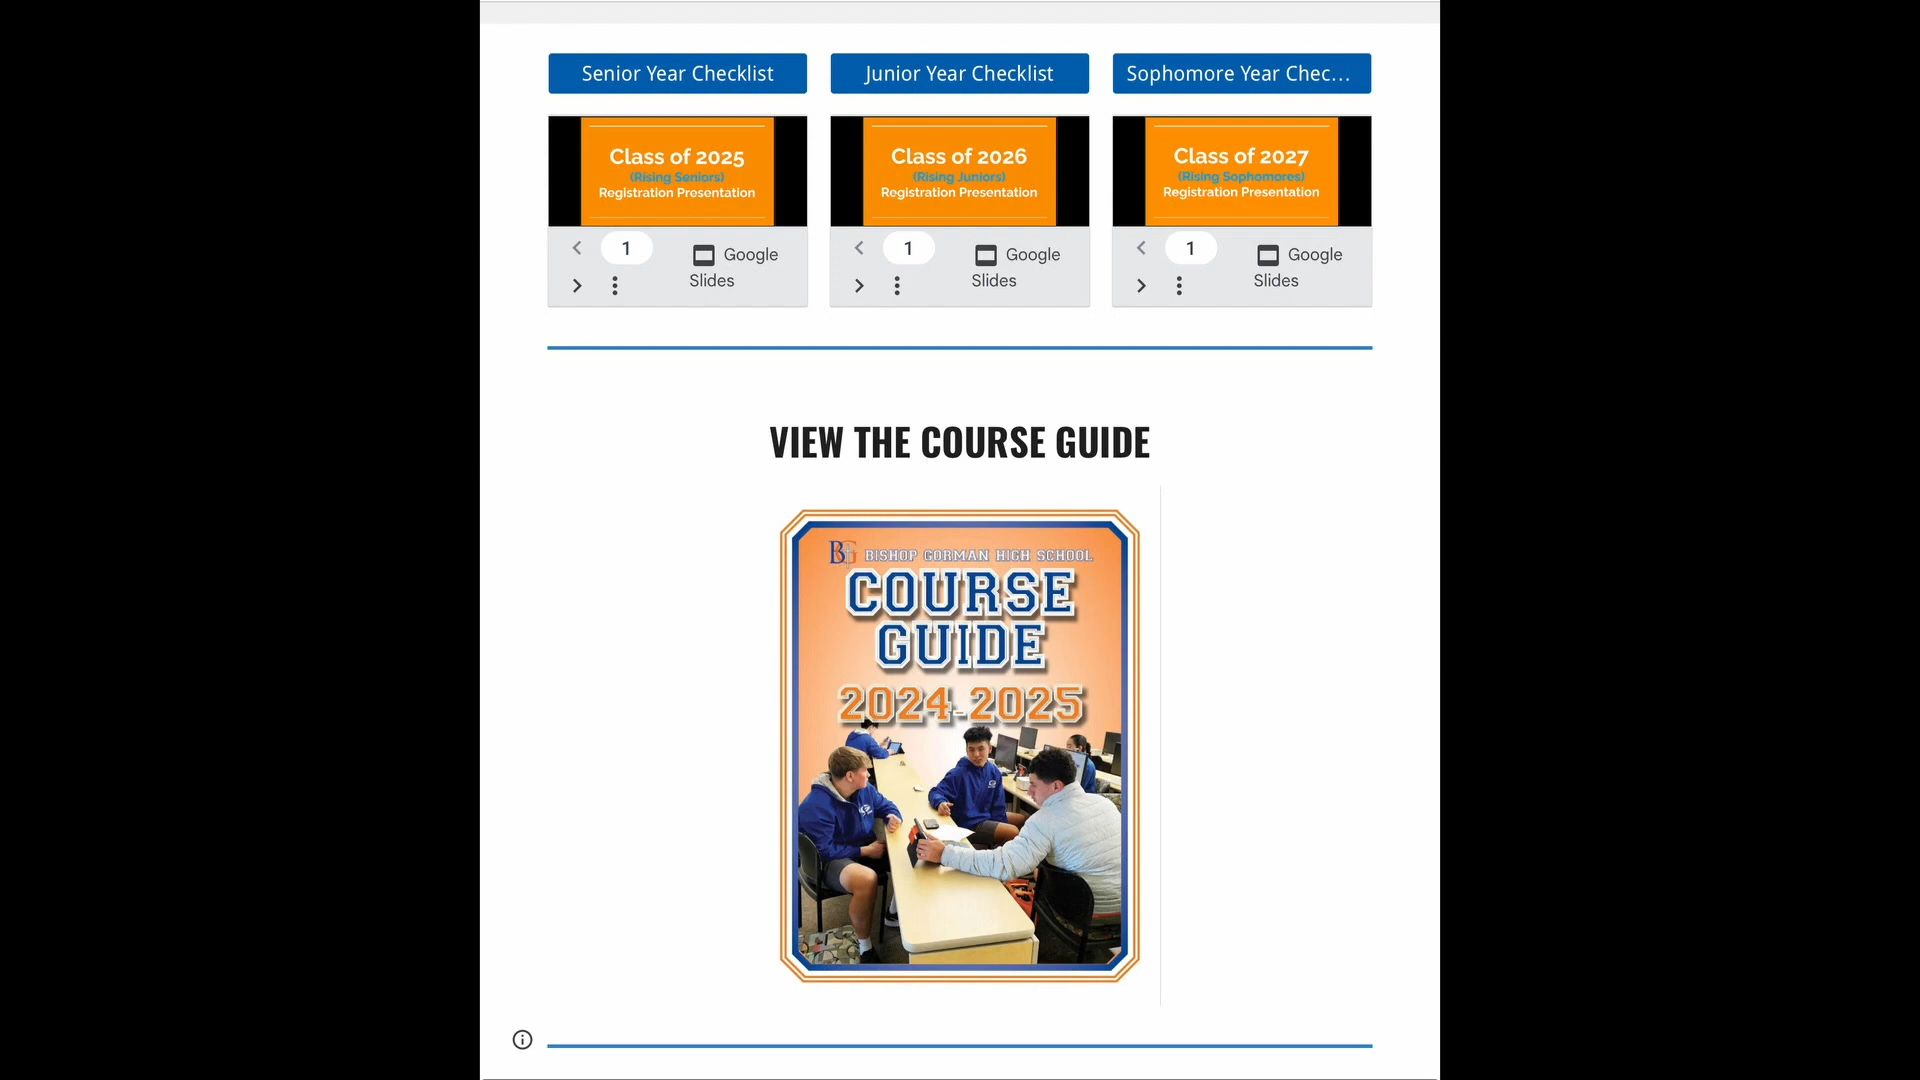 Senior Year Checklist
Junior Year Checklist
Sophomore Year Chec...
Class of 2025
(Rising Seniors)
Registration Presentation
Class of 2026
(Rising Juniors)
Registration Presentation
Class of 2027
(Rising Sophomores)
Registration Presentation
1
Google
Slides
1
Google
Slides
1
Google
Slides
VIEW THE COURSE GUIDE
BG BISHOP GORMAN HIGH SCHOOL
COURSE
GUIDE
2024-2025